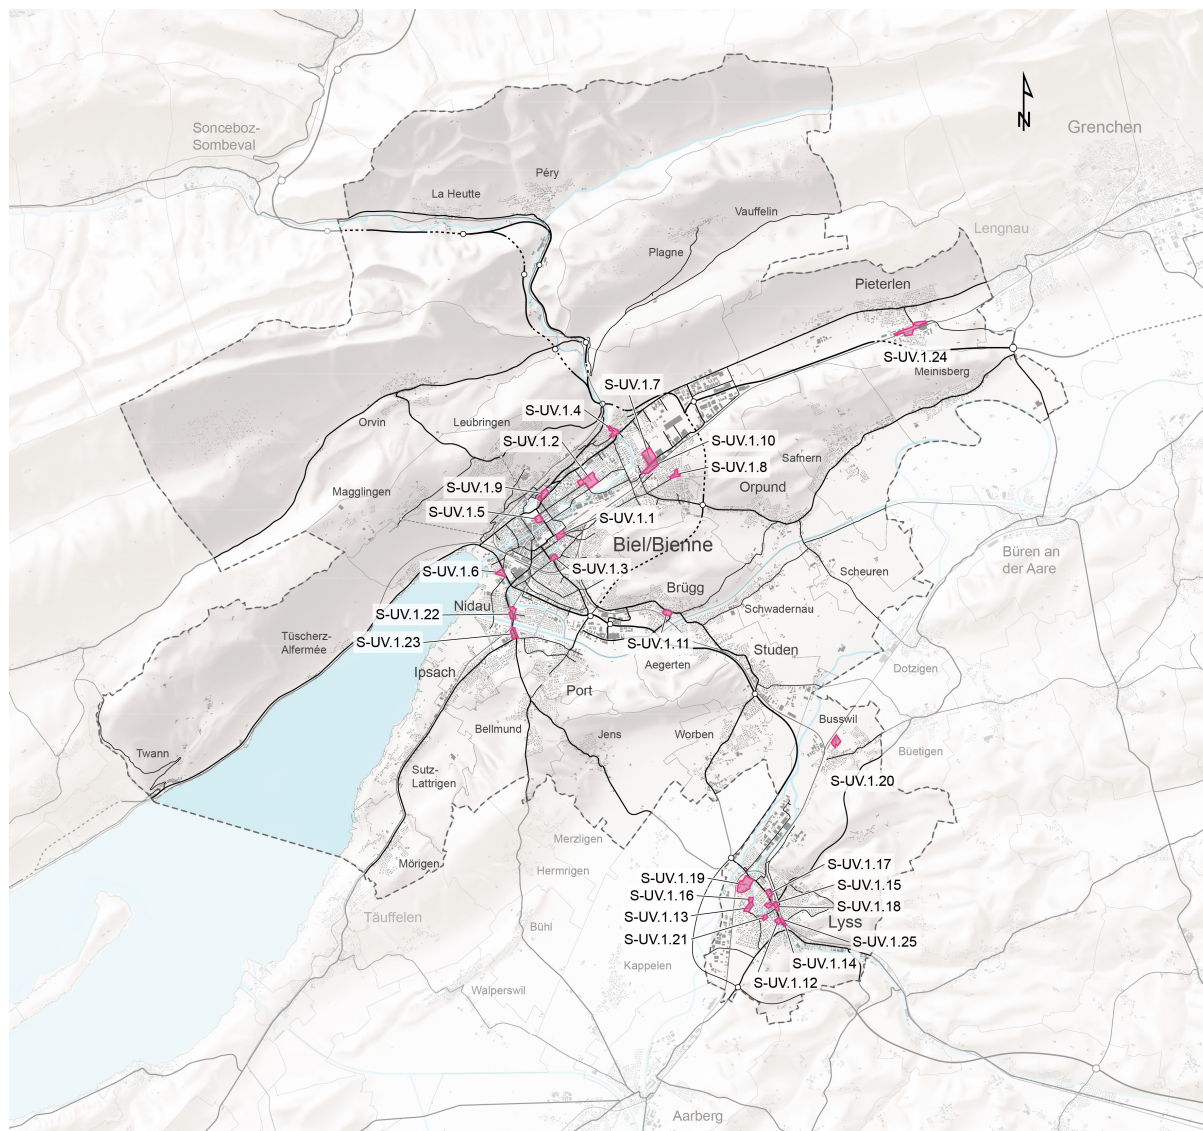 N
Sonceboz-
Sombeval
Grenchen
Péry
La Heutte
Vauffelin
Lengnau
Plagne
Pieterlen
S-UV.1.24
Meinisberg
S-UV.1.7
S-UV.1.4
Orvin
Leubringen
S-UV.1.2
S-UV.1.10
Safnern
S-UV.1.8
S-UV.1.9
Magglingen
Orpund
S-UV.1.5
S-UV.1.1
Biel/Bienne
Büren an
der Aare
S-UV.1.6
S-UV.1.3
Scheuren
Brügg
Nidau
S-UV.1.22
Schwadernau
Tüscherz-
Alfermée
S-UV.1.23
S-UV.1.11
Studen
Aegerten
Dotzigen
Ipsach
Port
Busswil
Bellmund
Jens
Worben
Büetigen
Twann
Sutz-
Lattrigen
S-UV.1.20
Merzligen
Mörigen
Hermrigen
S-UV.1.17
S-UV.1.19
S-UV.1.15
S-UV.1.16
S-UV.1.18
Täuffelen
S-UV.1.13
Lyss
Bühl
S-UV.1.21
S-UV.1.25
Kappelen
S-UV.1.14
S-UV.1.12
Walperswil
Aarberg